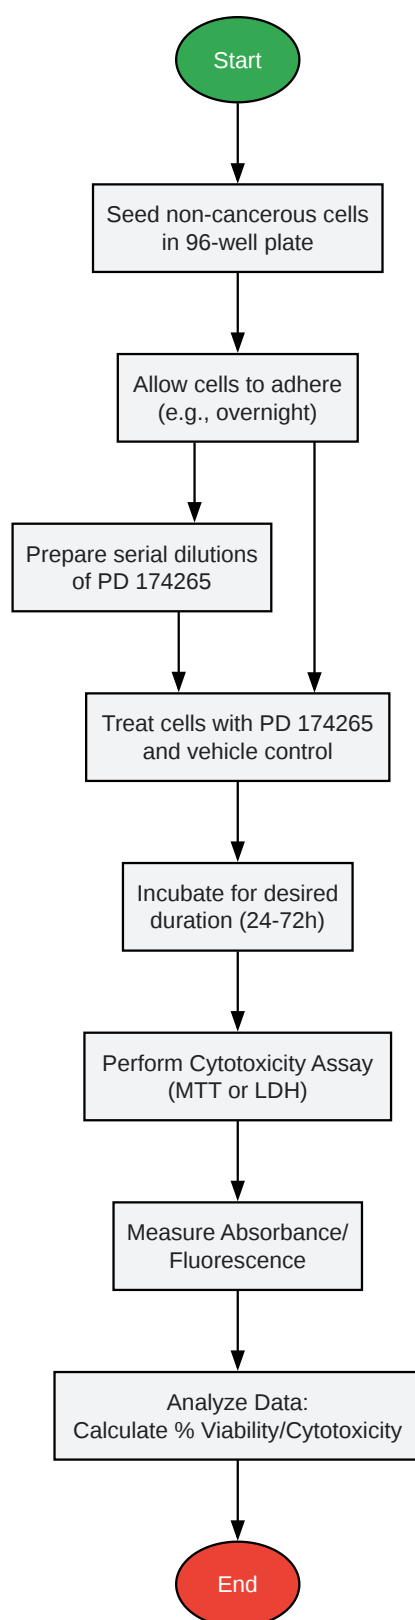 Start
Seed non-cancerous cells
in 96-well plate
Allow cells to adhere
(e.g., overnight)
Prepare serial dilutions
of PD 174265
Treat cells with PD 174265
and vehicle control
Incubate for desired
duration (24-72h)
Perform Cytotoxicity Assay
(MTT or LDH)
Measure Absorbance/
Fluorescence
Analyze Data:
Calculate % Viability/Cytotoxicity
End